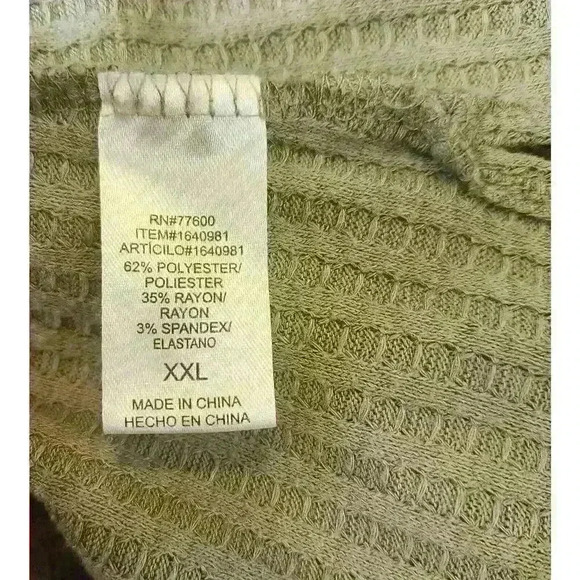 RN#77600
ITEM#1640981
ARTÍCILO#1640981
62% POLYESTER/
POLIESTER
35% RAYON/
RAYON
3% SPANDEX/
ELASTANO
XXL
MADE IN CHINA
HECHO EN CHINA